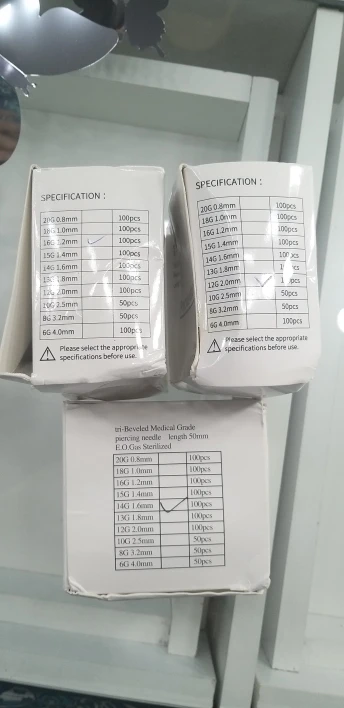 SPECIFICATION :
20G 0.8mm 100pcs
18G 1.0mm 100pcs
16G 1.2mm 100pcs
15G 1.4mm 100pcs
14G 1.6mm 100pcs
13G 1.8mm 100pcs
12G 2.0mm 100pcs
10G 2.5mm 50pcs
8G 3.2mm 50pcs
6G 4.0mm 100pcs
Please select the appropriate
specifications before use.
SPECIFICATION :
20G 0.8mm 100pcs
18G 1.0mm 100pcs
16G 1.2mm 100pcs
15G 1.4mm 100pcs
14G 1.6mm 100pcs
13G 1.8mm 100pcs
12G 2.0mm 100pcs
10G 2.5mm 50pcs
8G 3.2mm 50pcs
6G 4.0mm 100pcs
Please select the appropriate
specifications before use.
tri-Beveled Medical Grade
piercing needle length 50mm
E.O.Gas Sterilized
20G 0.8mm 100pcs
18G 1.0mm 100pcs
16G 1.2mm 100pcs
15G 1.4mm 100pcs
14G 1.6mm 100pcs
13G 1.8mm 100pcs
12G 2.0mm 100pcs
10G 2.5mm 50pcs
8G 3.2mm 50pcs
6G 4.0mm 50pcs